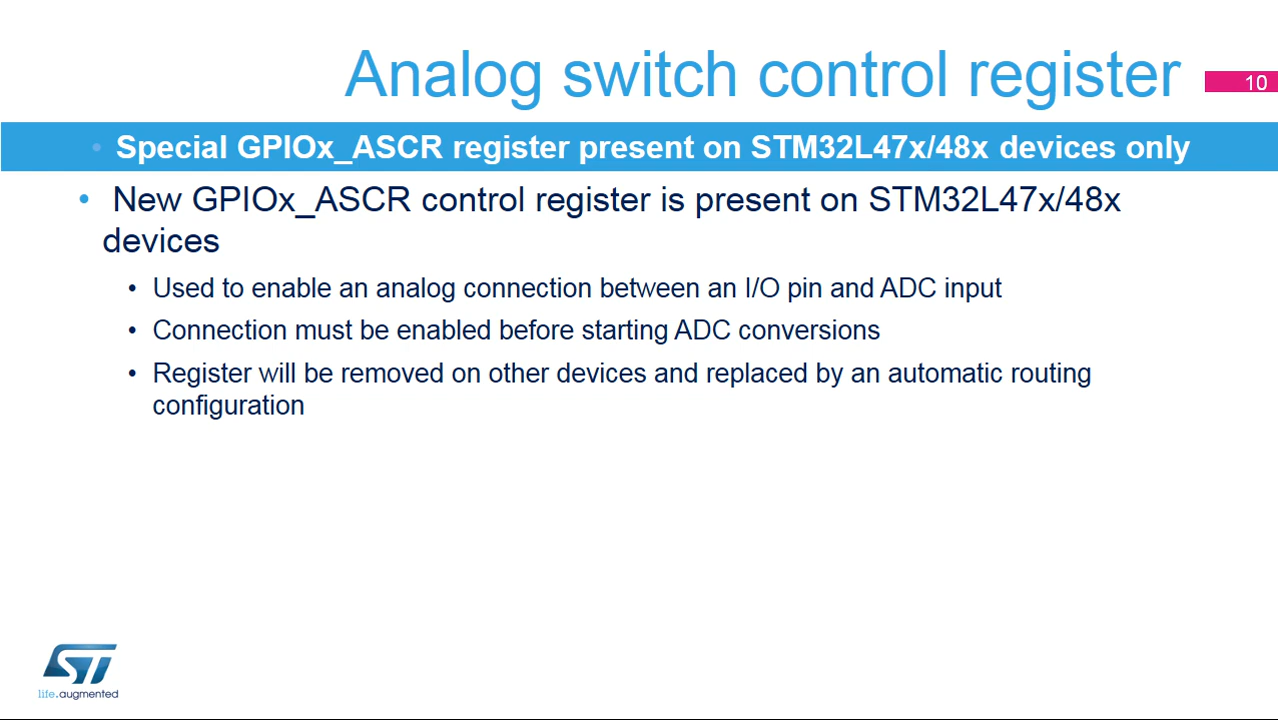 Analog switch control register
10
• Special GPIOx_ASCR register present on STM32L47x/48x devices only
• New GPIOx_ASCR control register is present on STM32L47x/48x
devices
• Used to enable an analog connection between an I/O pin and ADC input
• Connection must be enabled before starting ADC conversions
• Register will be removed on other devices and replaced by an automatic routing
configuration
ST
life.augmented